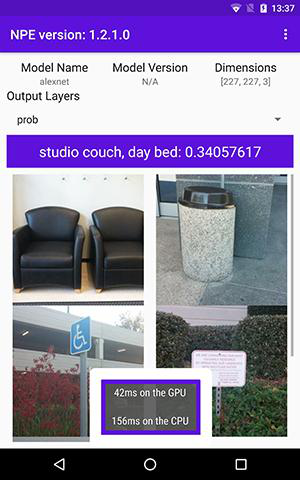 13:37
NPE version: 1.2.1.0
Model Name
Model Version
Dimensions
alexnet
N/A
[227, 227, 3]
Output Layers
prob
studio couch, day bed: 0.34057617
42ms on the GPU
156ms on the CPU